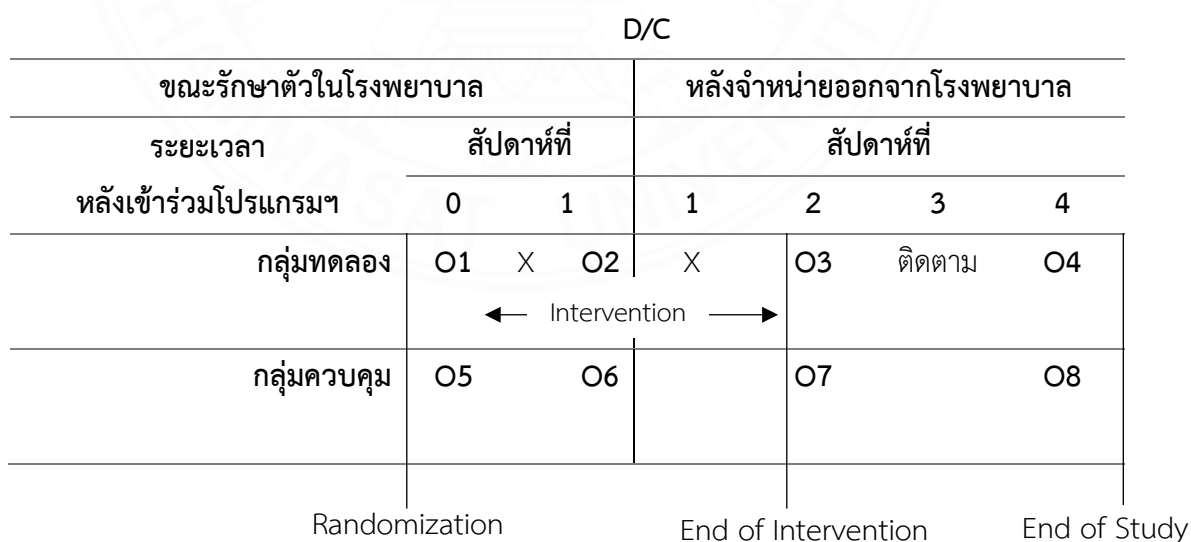 D/C
ขณะรักษาตัวในโรงพยาบาล หลังจำหน่ายออกจากโรงพยาบาล
ระยะเวลา สัปดาห์ที่ สัปดาห์ที่
หลังเข้าร่วมโปรแกรมฯ 0 1 1 2 3 4
กลุ่มทดลอง O1 X O2 X O3 ติดตาม O4
Intervention
กลุ่มควบคุม O5 O6 O7 O8
Randomization End of Intervention End of Study